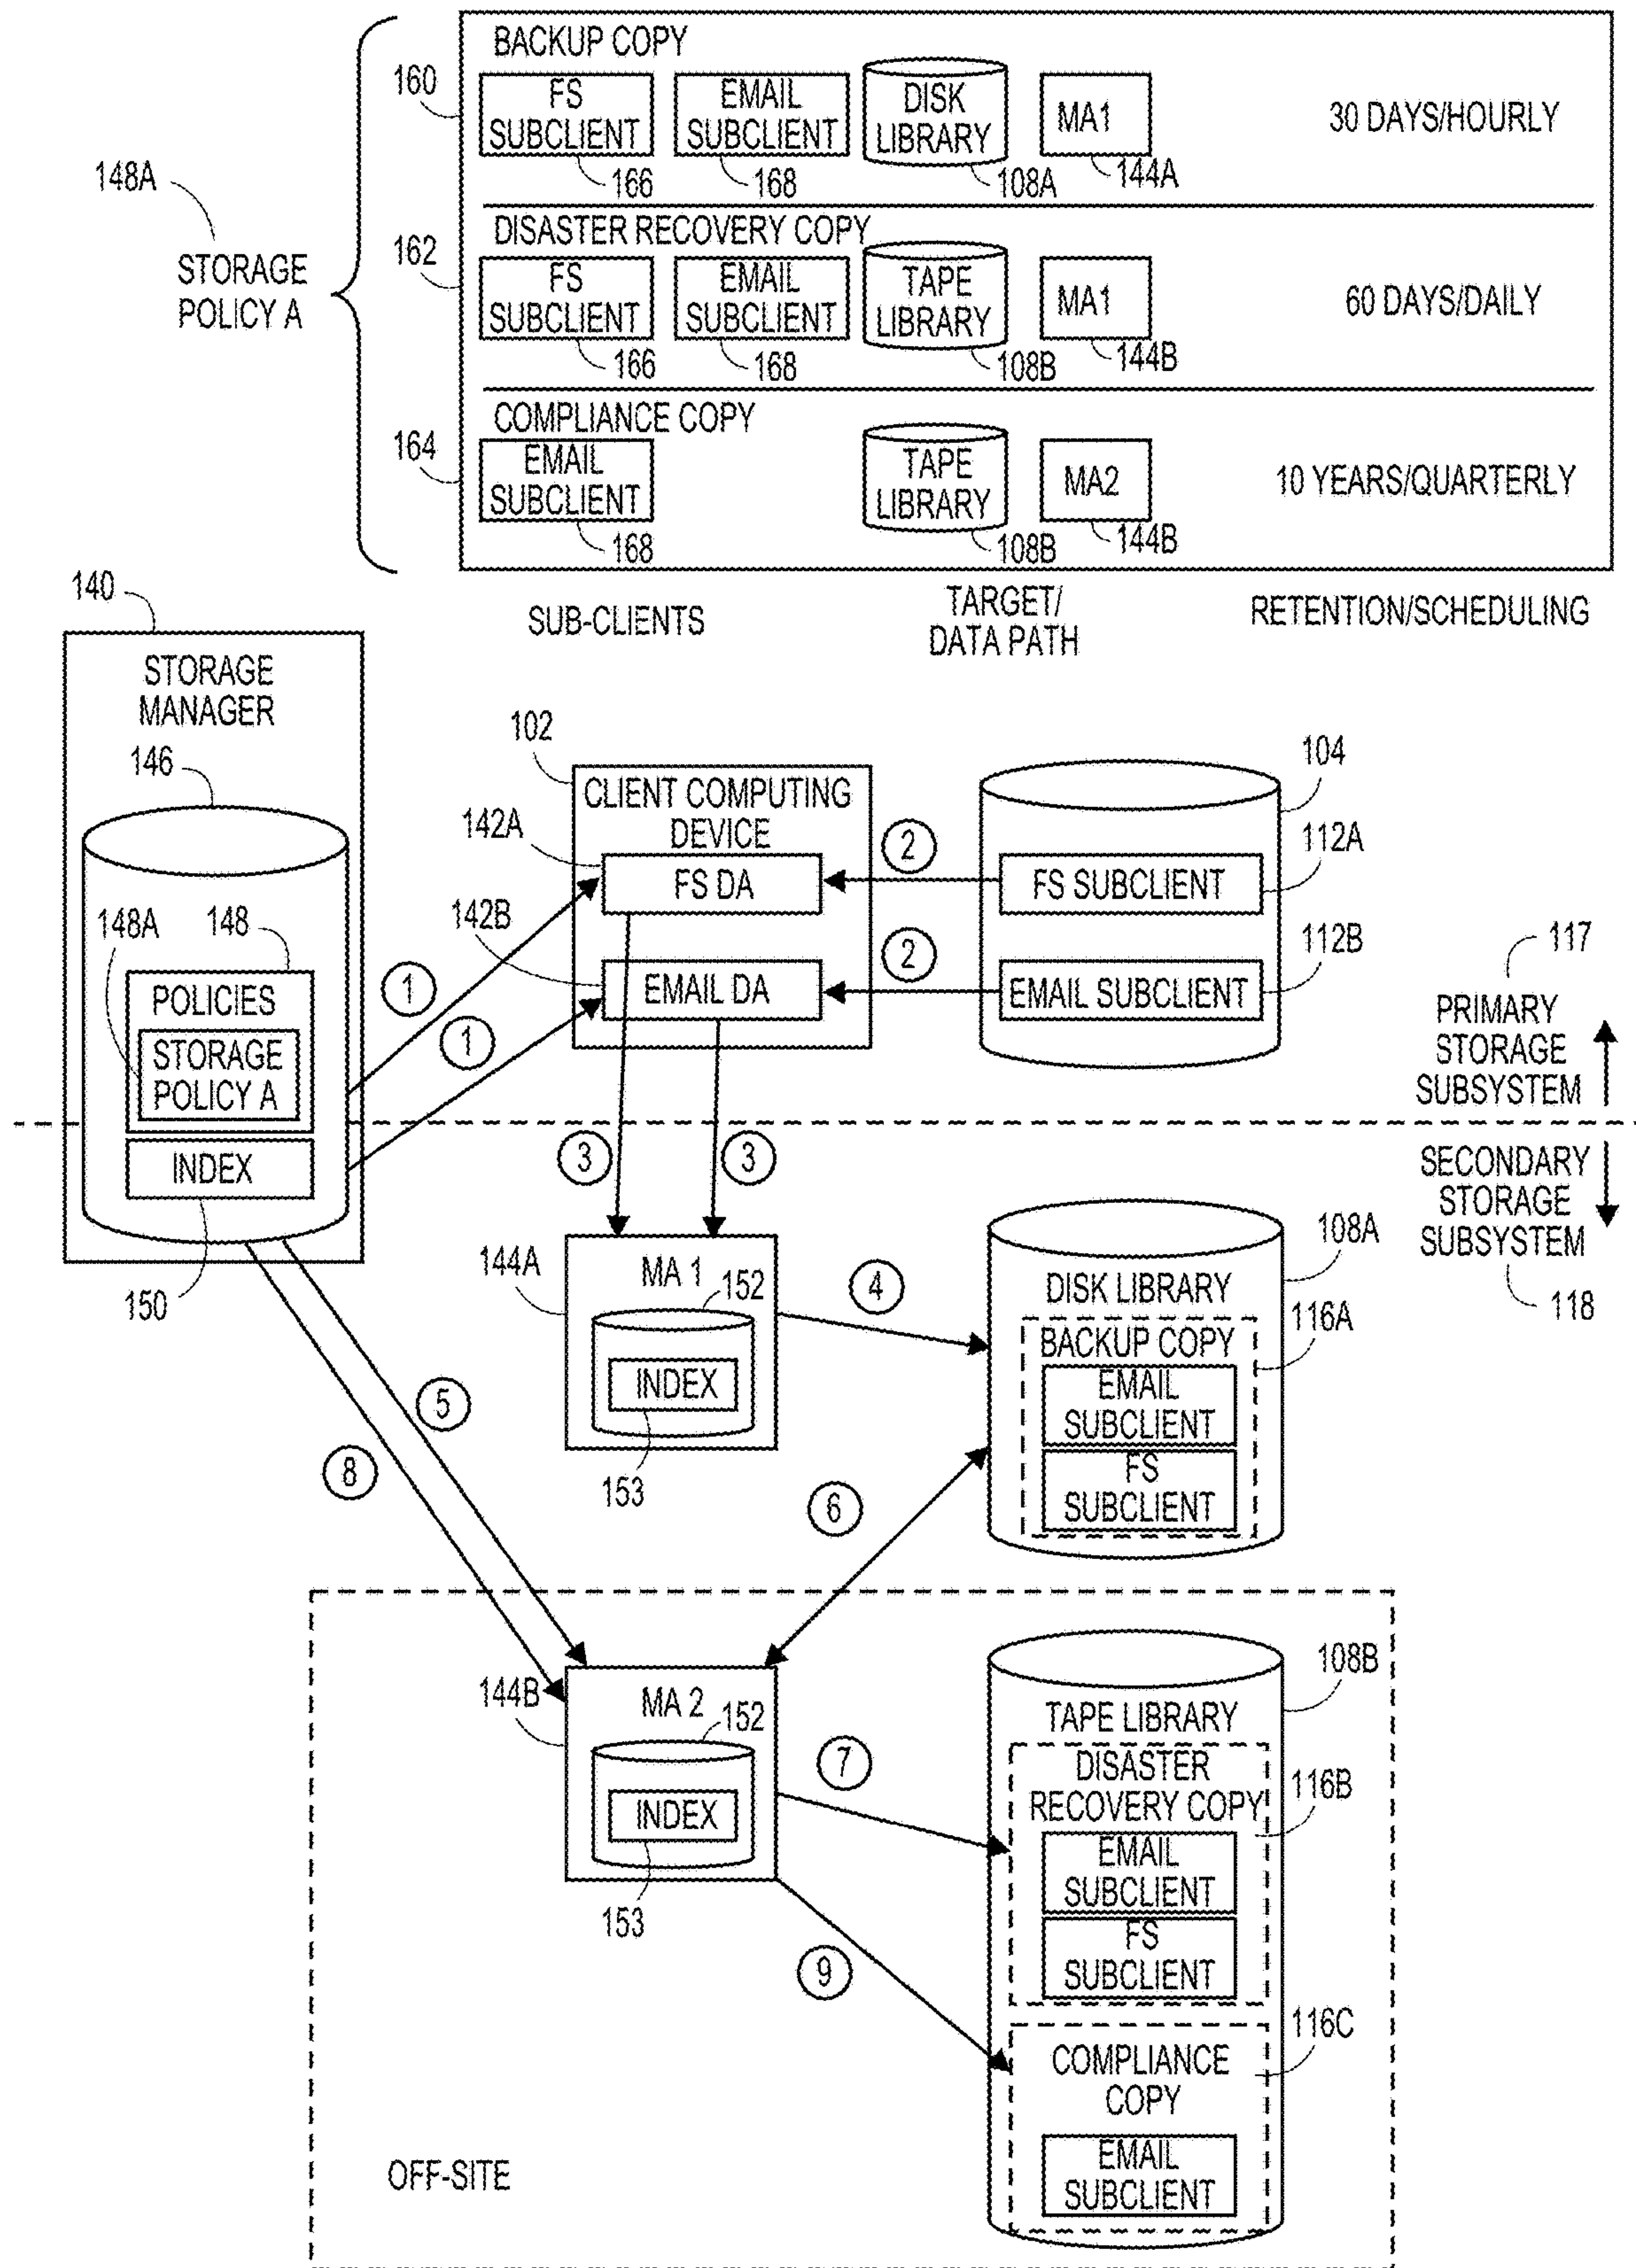 BACKUP COPY
160
FS
SUBCLIENT
166
EMAIL
SUBCLIENT
168
DISK
LIBRARY
108A
MA1
144A
30 DAYS/HOURLY
148A
STORAGE
POLICY A
DISASTER RECOVERY COPY
162
FS
SUBCLIENT
166
EMAIL
SUBCLIENT
168
TAPE
LIBRARY
108B
MA1
144B
60 DAYS/DAILY
COMPLIANCE COPY
164
EMAIL
SUBCLIENT
168
TAPE
LIBRARY
108B
MA2
144B
10 YEARS/QUARTERLY
SUB-CLIENTS
TARGET/
DATA PATH
RETENTION/SCHEDULING
140
STORAGE
MANAGER
146
148A
148
POLICIES
STORAGE
POLICY A
INDEX
150
102
CLIENT COMPUTING
DEVICE
142A
FS DA
142B
EMAIL DA
1
1
2
2
104
FS SUBCLIENT
112A
EMAIL SUBCLIENT
112B
117
PRIMARY
STORAGE
SUBSYSTEM
SECONDARY
STORAGE
SUBSYSTEM
118
3
3
144A
MA 1
152
INDEX
153
4
108A
DISK LIBRARY
116A
BACKUP COPY
EMAIL
SUBCLIENT
FS
SUBCLIENT
5
8
6
144B
MA 2
152
INDEX
153
7
9
108B
TAPE LIBRARY
DISASTER
RECOVERY COPY
116B
EMAIL
SUBCLIENT
FS
SUBCLIENT
116C
COMPLIANCE
COPY
EMAIL
SUBCLIENT
OFF-SITE